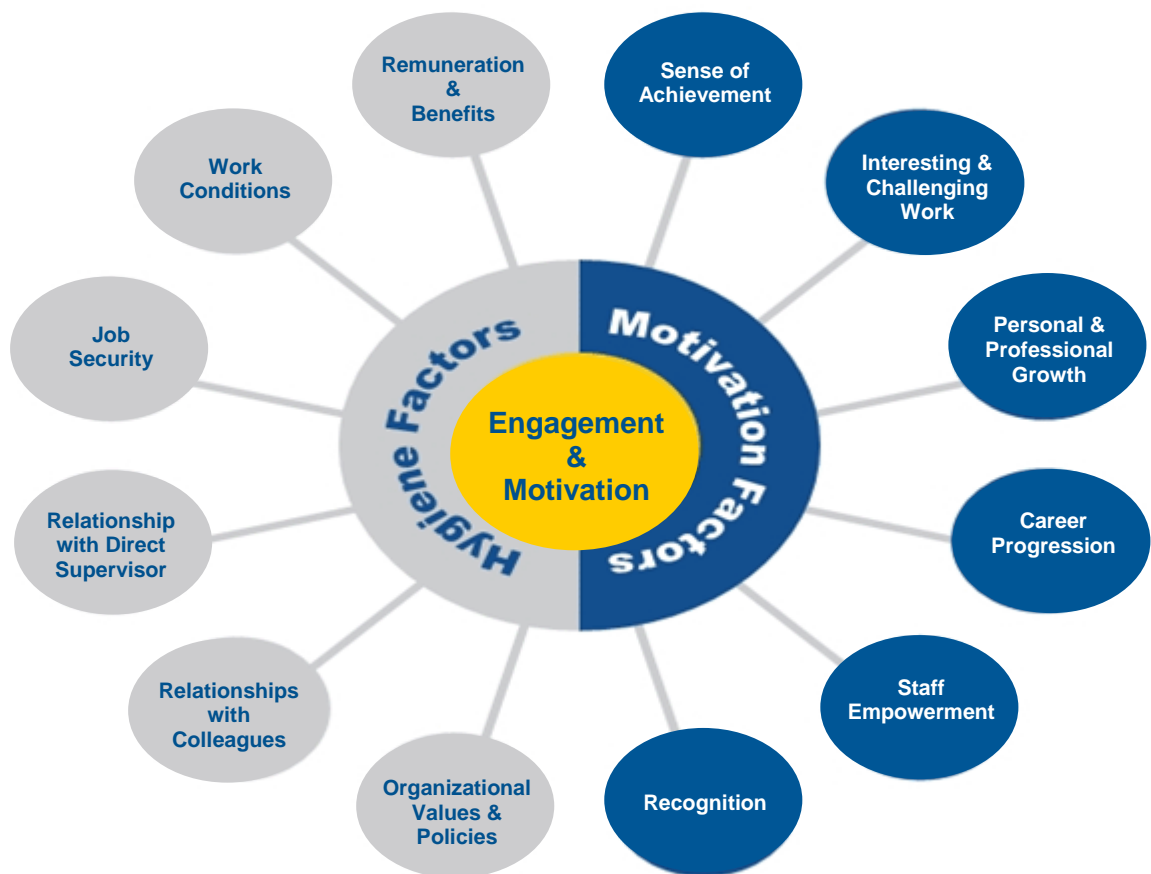 Remuneration
&
Benefits
Sense of
Achievement
Work
Conditions
Interesting &
Challenging
Work
Job
Security
Personal &
Professional
Growth
Hygiene Factors
Motivation Factors
Engagement
&
Motivation
Relationship
with Direct
Supervisor
Career
Progression
Relationships
with
Colleagues
Staff
Empowerment
Organizational
Values &
Policies
Recognition